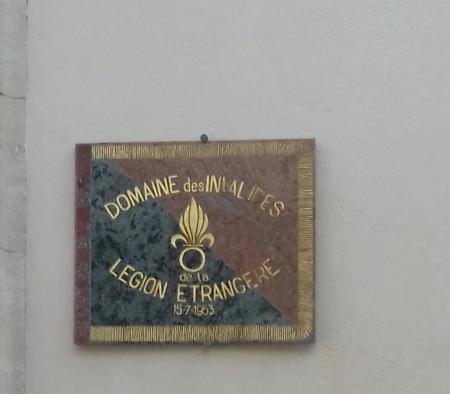 DOMAINE des INVALIDES
de la
LEGION ETRANGERE
15-7-1953